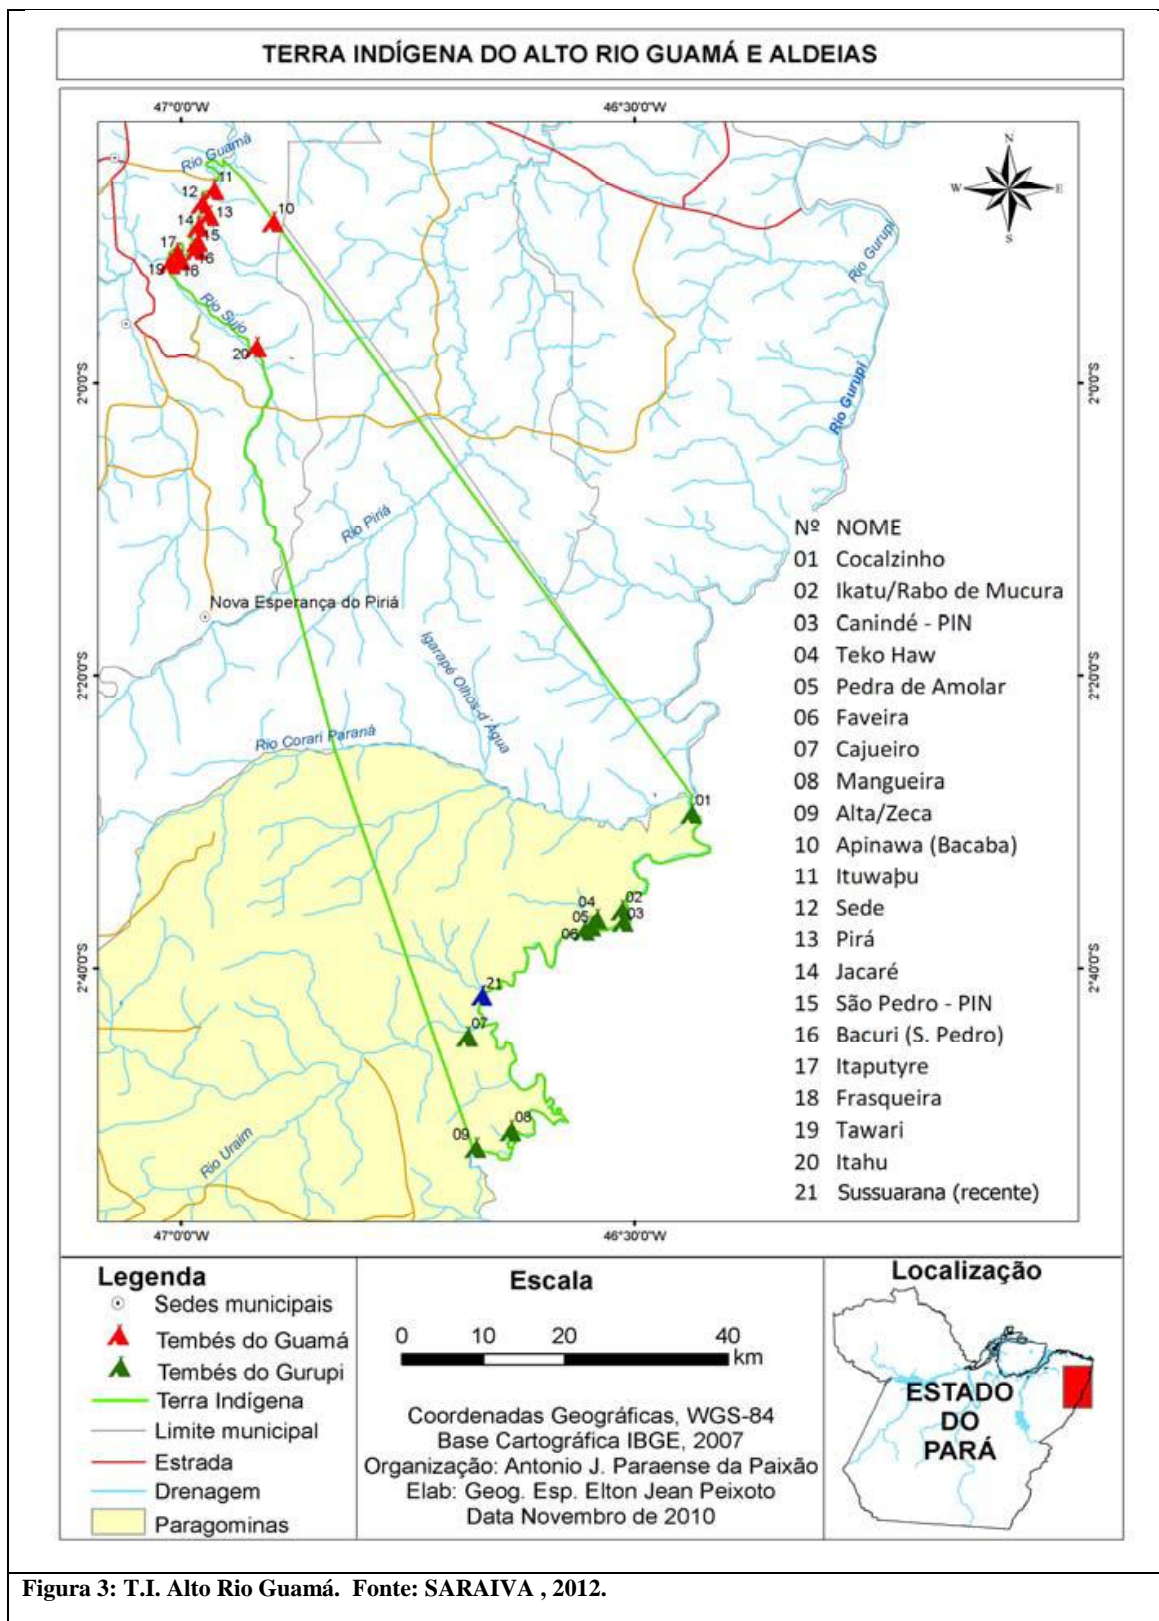 TERRA INDÍGENA DO ALTO RIO GUAMÁ E ALDEIAS
47°0'0"W
46°30'0"W
Rio Guamá
11
12
13
10
14
15
17
16
19
18
N
W
E
S
Rio Sujo
20
Rio Gurupi
Rio Gurupi
2°0'0"S
2°0'0"S
Rio Piriá
Nova Esperança do Piriá
Igarapé Olhos-d´Água
Rio Corari Paraná
2°20'0"S
2°20'0"S
01
02
04
03
05
06
21
07
2°40'0"S
2°40'0"S
08
09
Rio Uraim
Nº NOME
01 Cocalzinho
02 Ikatu/Rabo de Mucura
03 Canindé - PIN
04 Teko Haw
05 Pedra de Amolar
06 Faveira
07 Cajueiro
08 Mangueira
09 Alta/Zeca
10 Apinawa (Bacaba)
11 Ituwaþu
12 Sede
13 Pirá
14 Jacaré
15 São Pedro - PIN
16 Bacuri (S. Pedro)
17 Itaputyre
18 Frasqueira
19 Tawari
20 Itahu
21 Sussuarana (recente)
47°0'0"W
46°30'0"W
Legenda
Sedes municipais
Tembés do Guamá
Tembés do Gurupi
Terra Indígena
Limite municipal
Estrada
Drenagem
Paragominas
Escala
0 10 20 40
km
Coordenadas Geográficas, WGS-84
Base Cartográfica IBGE, 2007
Organização: Antonio J. Paraense da Paixão
Elab: Geog. Esp. Elton Jean Peixoto
Data Novembro de 2010
Localização
ESTADO
DO
PARÁ
Figura 3: T.I. Alto Rio Guamá. Fonte: SARAIVA , 2012.